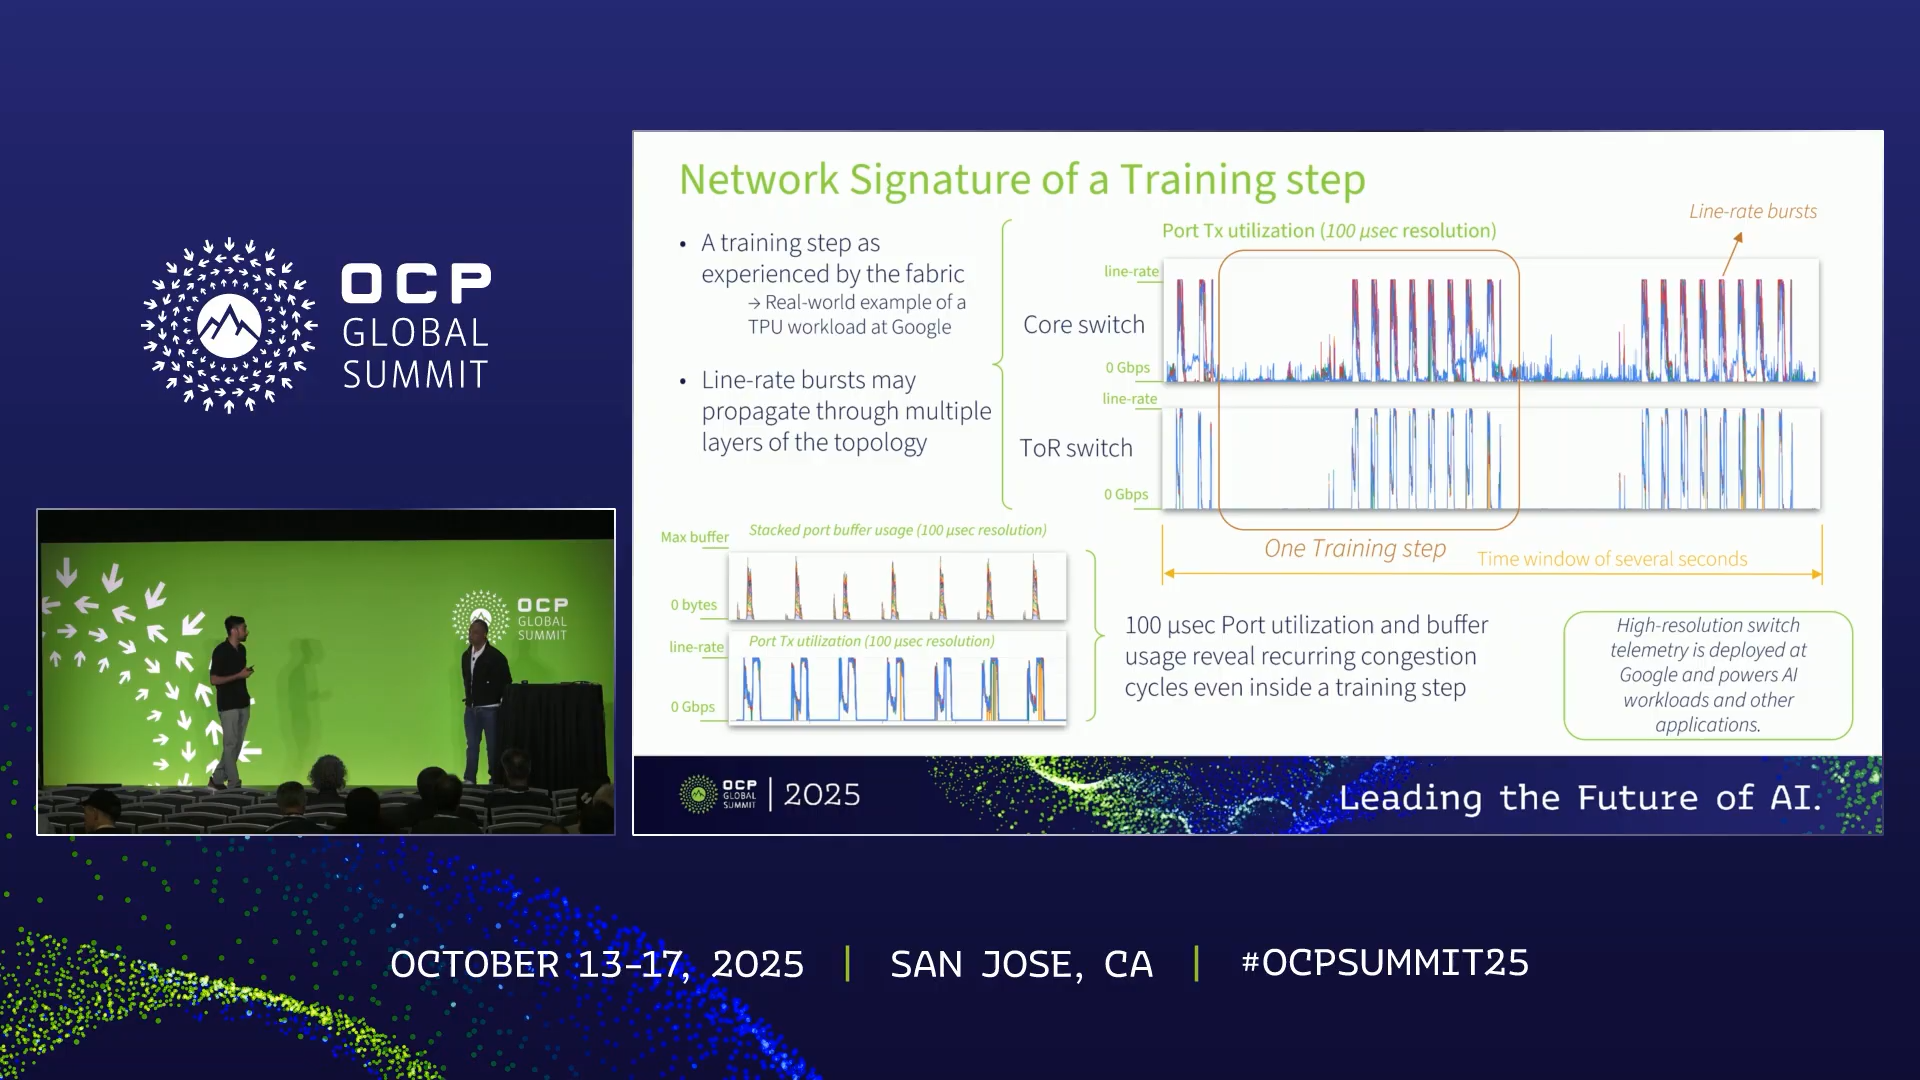 OCP
GLOBAL
SUMMIT
Network Signature of a Training step
• A training step as
experienced by the fabric
→ Real-world example of a
TPU workload at Google
• Line-rate bursts may
propagate through multiple
layers of the topology
Port Tx utilization (100 µsec resolution)
Line-rate bursts
line-rate
Core switch
0 Gbps
line-rate
ToR switch
0 Gbps
One Training step
Time window of several seconds
Stacked port buffer usage (100 µsec resolution)
Max buffer
0 bytes
Port Tx utilization (100 µsec resolution)
line-rate
0 Gbps
100 µsec Port utilization and buffer
usage reveal recurring congestion
cycles even inside a training step
High-resolution switch
telemetry is deployed at
Google and powers AI
workloads and other
applications.
OCP
GLOBAL
SUMMIT
OCP
GLOBAL
SUMMIT
2025
Leading the Future of AI.
OCTOBER 13-17, 2025 | SAN JOSE, CA | #OCPSUMMIT25